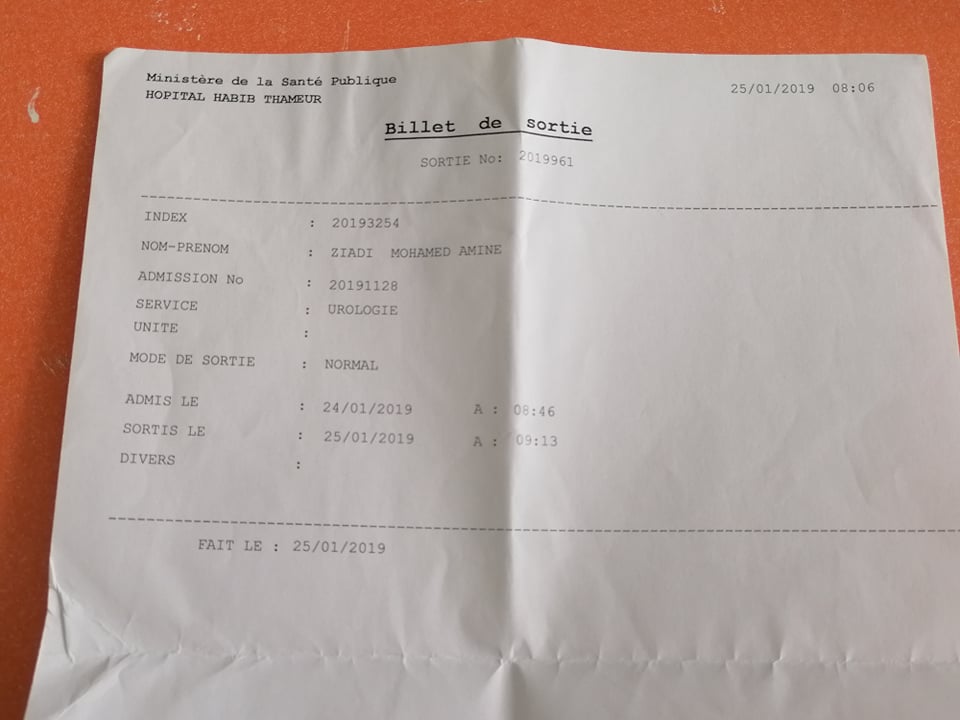 Ministère de la Santé Publique
HOPITAL HABIB THAMEUR
25/01/2019 08:06
Billet de sortie
SORTIE No: 2019961
INDEX : 20193254
NOM-PRENOM : ZIADI MOHAMED AMINE
ADMISSION No : 20191128
SERVICE : UROLOGIE
UNITE :
MODE DE SORTIE : NORMAL
ADMIS LE : 24/01/2019 A : 08:46
SORTIS LE : 25/01/2019 A : 09:13
DIVERS :
FAIT LE : 25/01/2019